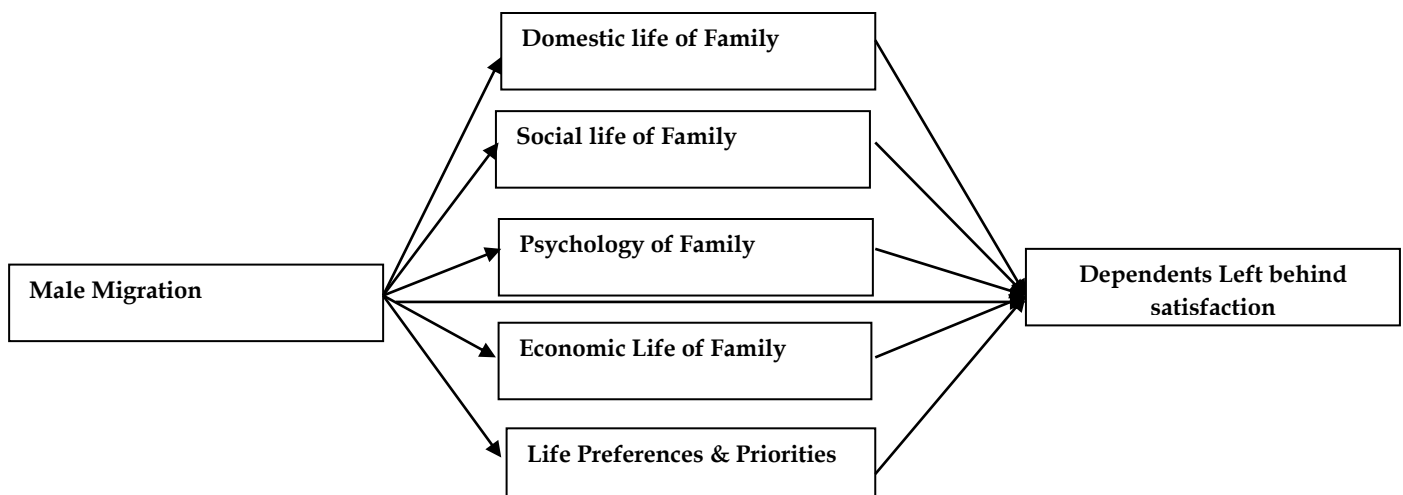 Domestic life of Family
Social life of Family
Psychology of Family
Male Migration
Dependents Left behind
satisfaction
Economic Life of Family
Life Preferences & Priorities